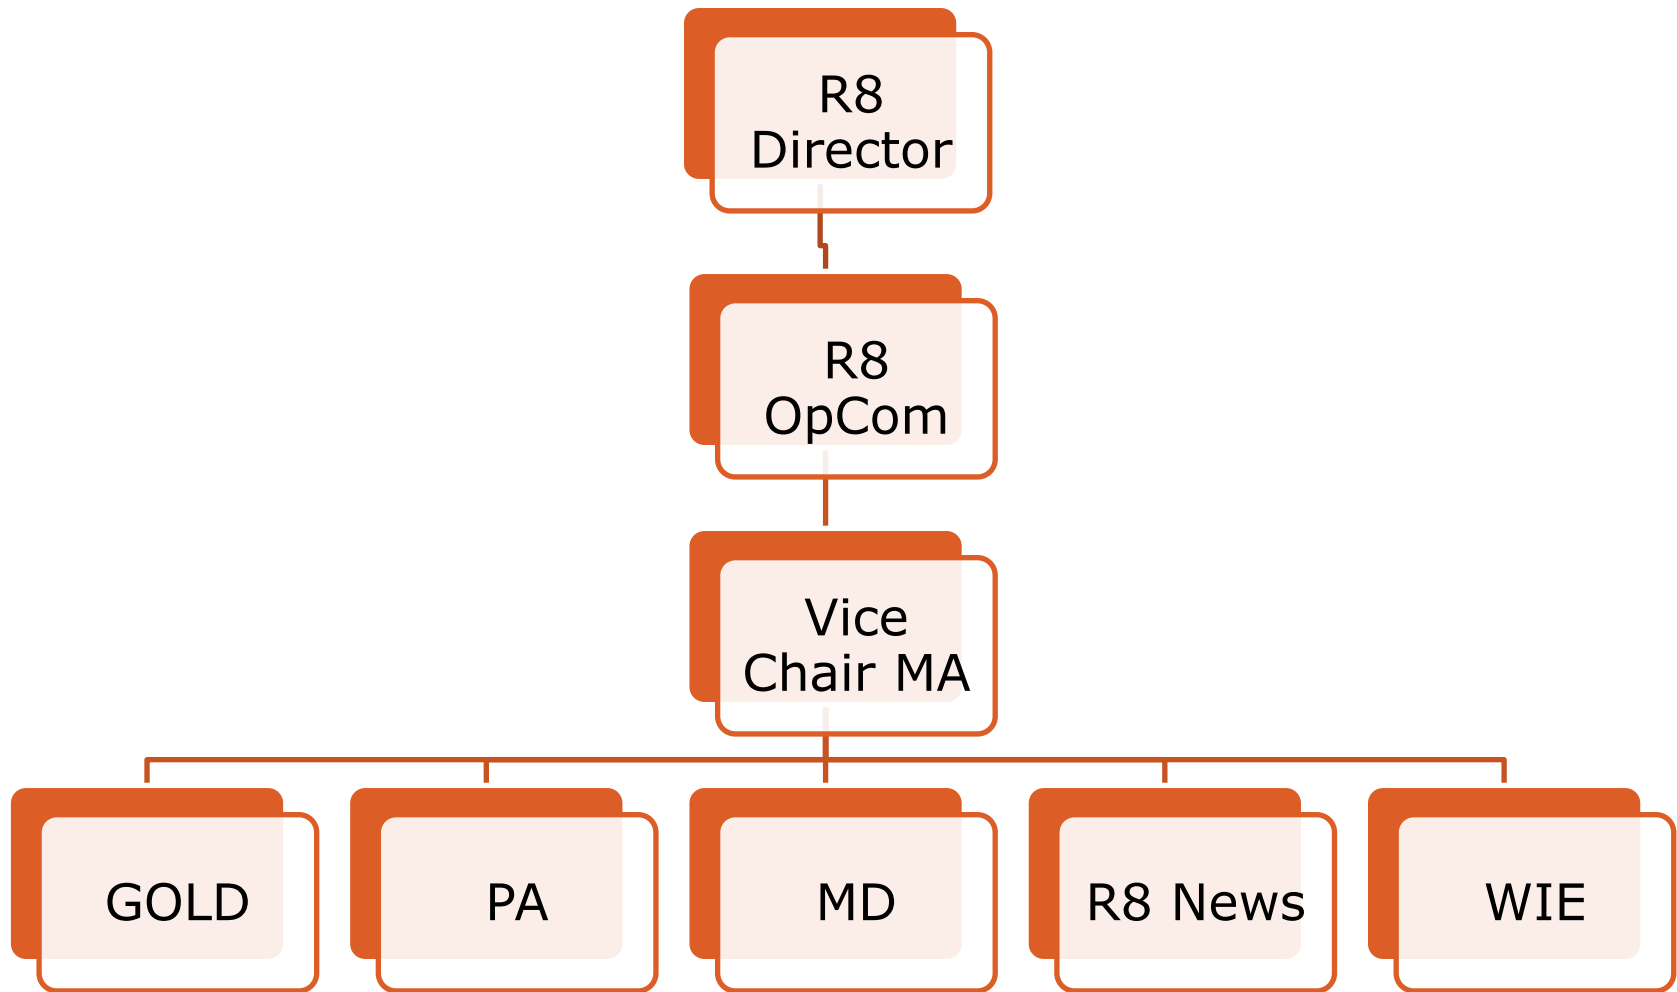 R8
Director
R8
OpCom
Vice
Chair MA
GOLD
PA
MD
R8 News
WIE